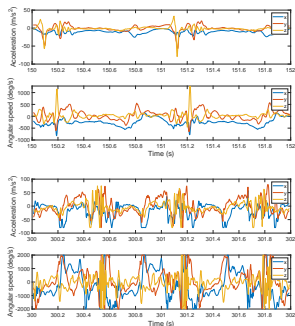 Acceleration (m/s²)
50
0
-50
-100
x
y
z
150 150.2 150.4 150.6 150.8 151 151.2 151.4 151.6 151.8 152
Angular speed (deg/s)
1000
500
0
-500
-1000
x
y
z
150 150.2 150.4 150.6 150.8 151 151.2 151.4 151.6 151.8 152
Time (s)
Acceleration (m/s²)
100
50
0
-50
-100
x
y
z
300 300.2 300.4 300.6 300.8 301 301.2 301.4 301.6 301.8 302
Angular speed (deg/s)
2000
1000
0
-1000
-2000
x
y
z
300 300.2 300.4 300.6 300.8 301 301.2 301.4 301.6 301.8 302
Time (s)